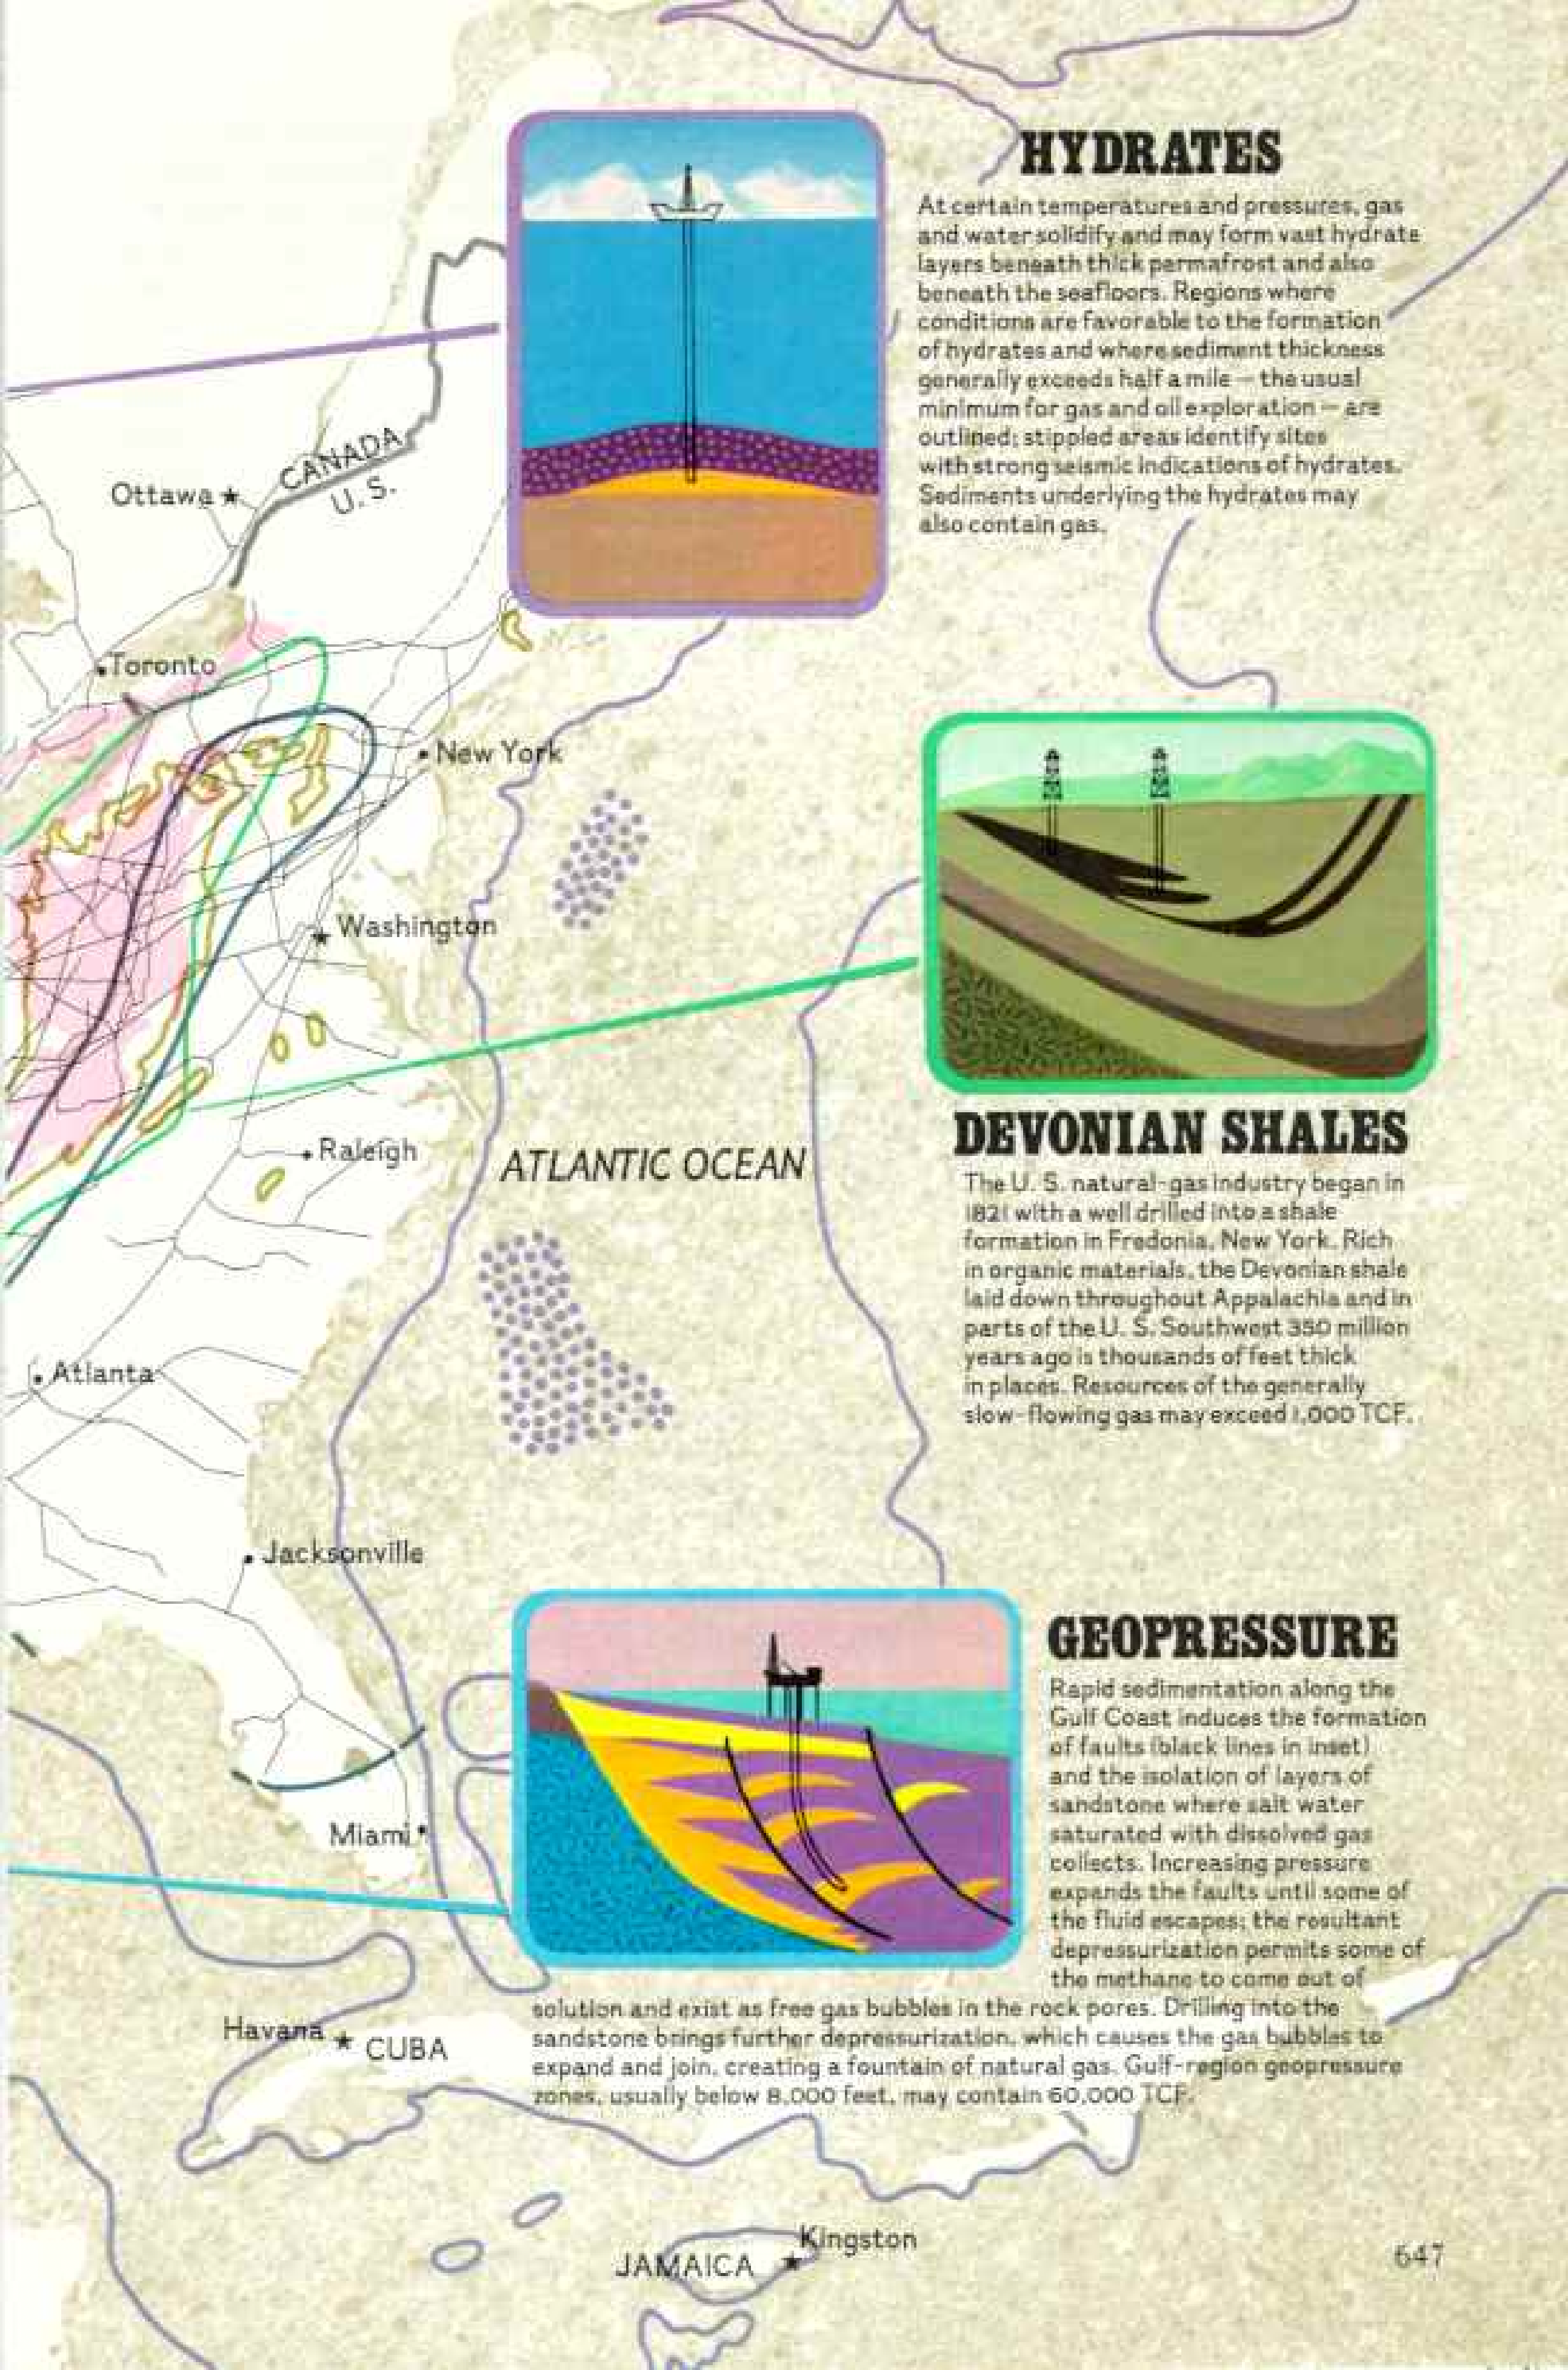 HYDRATES
At certain temperatures and pressures, gas
and water solidify and may form vast hydrate
layers beneath thick permafrost and also
beneath the seafloors. Regions where
conditions are favorable to the formation
of hydrates and where sediment thickness
generally exceeds half a mile — the usual
minimum for gas and oil exploration — are
outlined; stippled areas identify sites
with strong seismic indications of hydrates.
Sediments underlying the hydrates may
also contain gas.
CANADA
U.S.
Ottawa
Toronto
New York
Washington
Raleigh
ATLANTIC OCEAN
DEVONIAN SHALES
The U. S. natural-gas industry began in
1821 with a well drilled into a shale
formation in Fredonia, New York. Rich
in organic materials, the Devonian shale
laid down throughout Appalachia and in
parts of the U. S. Southwest 350 million
years ago is thousands of feet thick
in places. Resources of the generally
slow-flowing gas may exceed 1,000 TCF.
Atlanta
Jacksonville
Miami
GEOPRESSURE
Rapid sedimentation along the
Gulf Coast induces the formation
of faults (black lines in inset)
and the isolation of layers of
sandstone where salt water
saturated with dissolved gas
collects. Increasing pressure
expands the faults until some of
the fluid escapes; the resultant
depressurization permits some of
the methane to come out of
solution and exist as free gas bubbles in the rock pores. Drilling into the
sandstone brings further depressurization, which causes the gas bubbles to
expand and join, creating a fountain of natural gas. Gulf-region geopressure
zones, usually below 8,000 feet, may contain 60,000 TCF.
Havana
CUBA
Kingston
JAMAICA
647